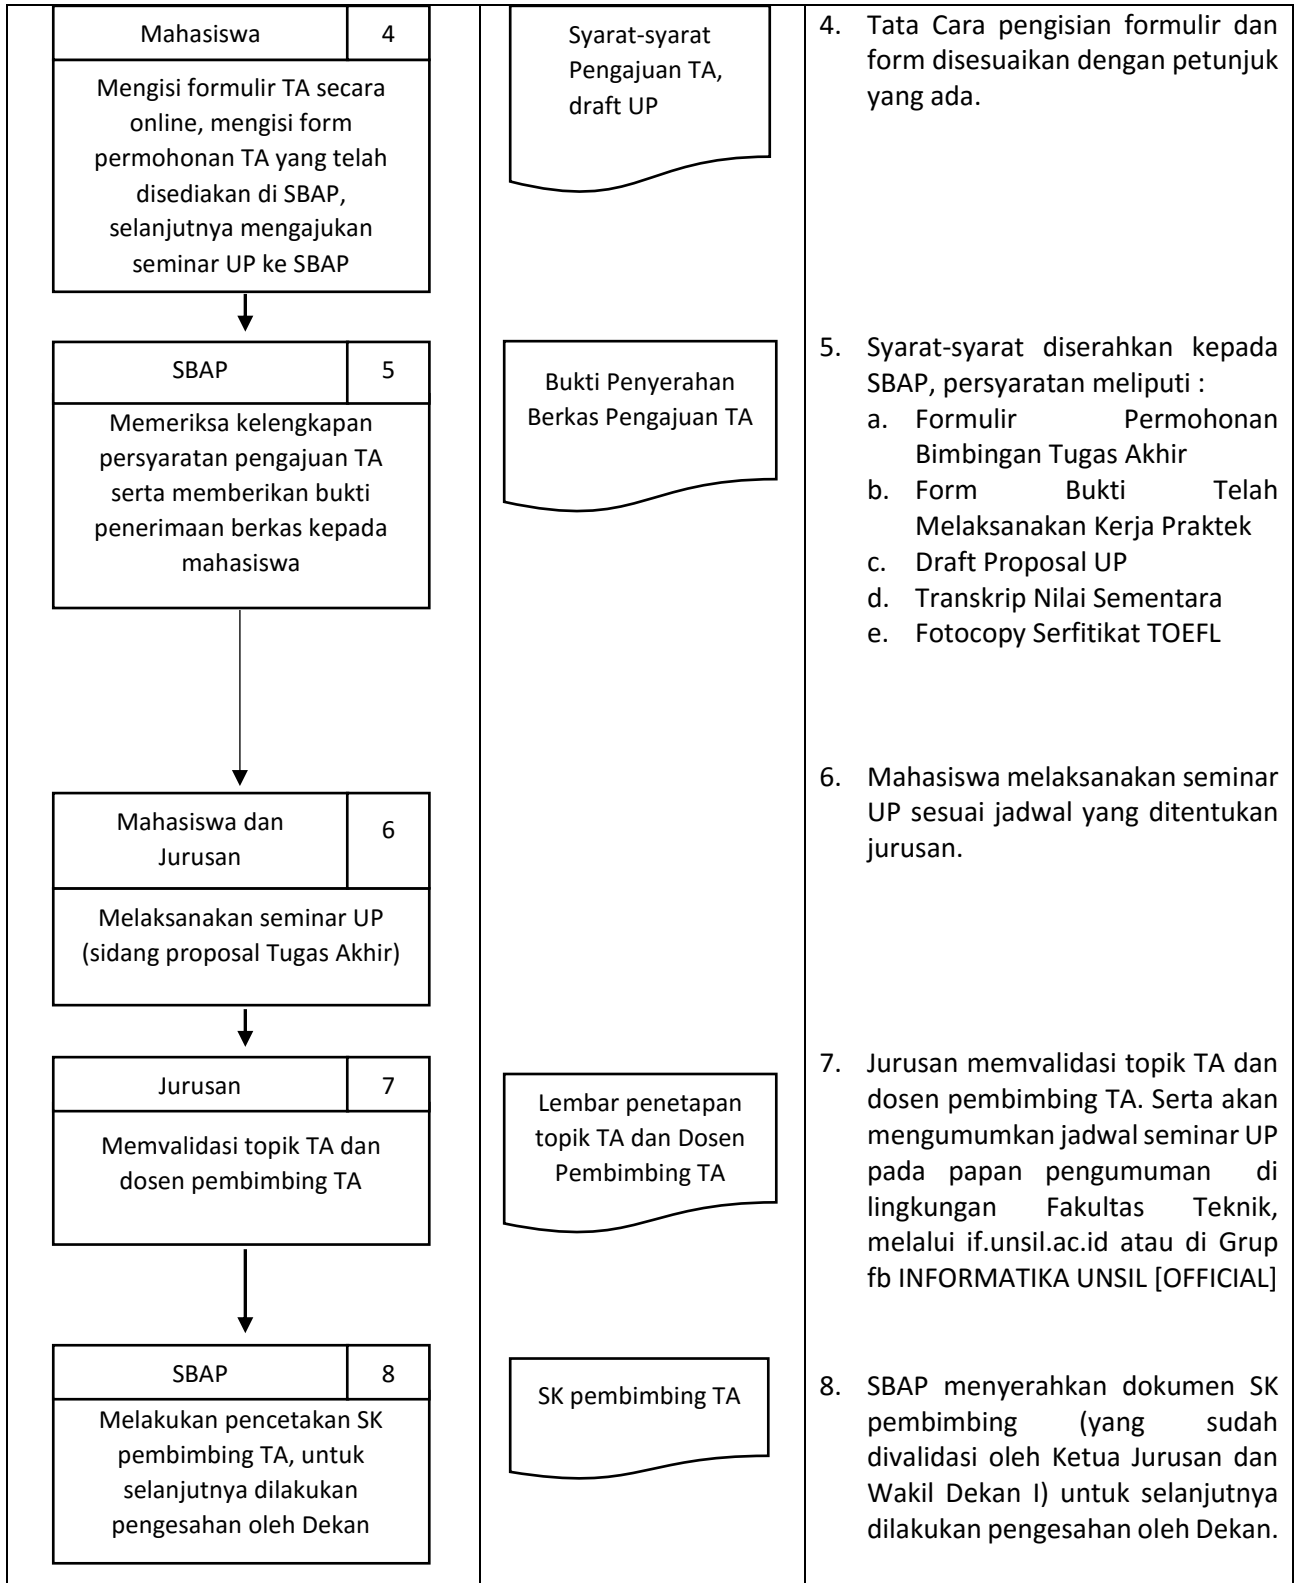 Mahasiswa 4
Mengisi formulir TA secara
online, mengisi form
permohonan TA yang telah
disediakan di SBAP,
selanjutnya mengajukan
seminar UP ke SBAP
Syarat-syarat
Pengajuan TA,
draft UP
4. Tata Cara pengisian formulir dan
form disesuaikan dengan petunjuk
yang ada.
SBAP 5
Memeriksa kelengkapan
persyaratan pengajuan TA
serta memberikan bukti
penerimaan berkas kepada
mahasiswa
Bukti Penyerahan
Berkas Pengajuan TA
5. Syarat-syarat diserahkan kepada
SBAP, persyaratan meliputi :
a. Formulir Permohonan
Bimbingan Tugas Akhir
b. Form Bukti Telah
Melaksanakan Kerja Praktek
c. Draft Proposal UP
d. Transkrip Nilai Sementara
e. Fotocopy Serfitikat TOEFL
Mahasiswa dan
Jurusan
6
Melaksanakan seminar UP
(sidang proposal Tugas Akhir)
6. Mahasiswa melaksanakan seminar
UP sesuai jadwal yang ditentukan
jurusan.
Jurusan 7
Memvalidasi topik TA dan
dosen pembimbing TA
Lembar penetapan
topik TA dan Dosen
Pembimbing TA
7. Jurusan memvalidasi topik TA dan
dosen pembimbing TA. Serta akan
mengumumkan jadwal seminar UP
pada papan pengumuman di
lingkungan Fakultas Teknik,
melalui if.unsil.ac.id atau di Grup
fb INFORMATIKA UNSIL [OFFICIAL]
SBAP 8
Melakukan pencetakan SK
pembimbing TA, untuk
selanjutnya dilakukan
pengesahan oleh Dekan
SK pembimbing TA
8. SBAP menyerahkan dokumen SK
pembimbing (yang sudah
divalidasi oleh Ketua Jurusan dan
Wakil Dekan I) untuk selanjutnya
dilakukan pengesahan oleh Dekan.